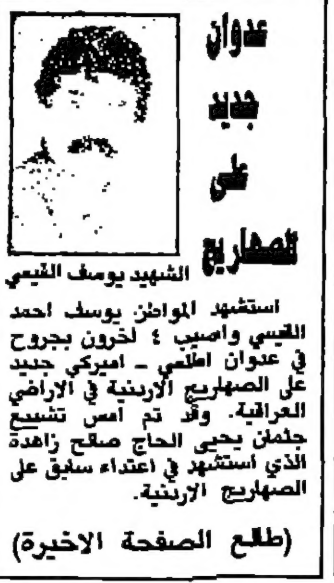 عدوان
جديد
على
الصهاريج
الشهيد يوسف القيسي
استشهد المواطن يوسف احمد
القيسي واصيب ٤ اخرون بجروح
في عدوان اطلسي - اميركي جديد
على الصهاريج الاردنية في الاراضي
العراقية. وقد تم امس تشييع
جثمان يحيى الحاج صالح زاهدة
الذي استشهد في اعتداء سابق على
الصهاريج الاردنية.
(طالع الصفحة الاخيرة)